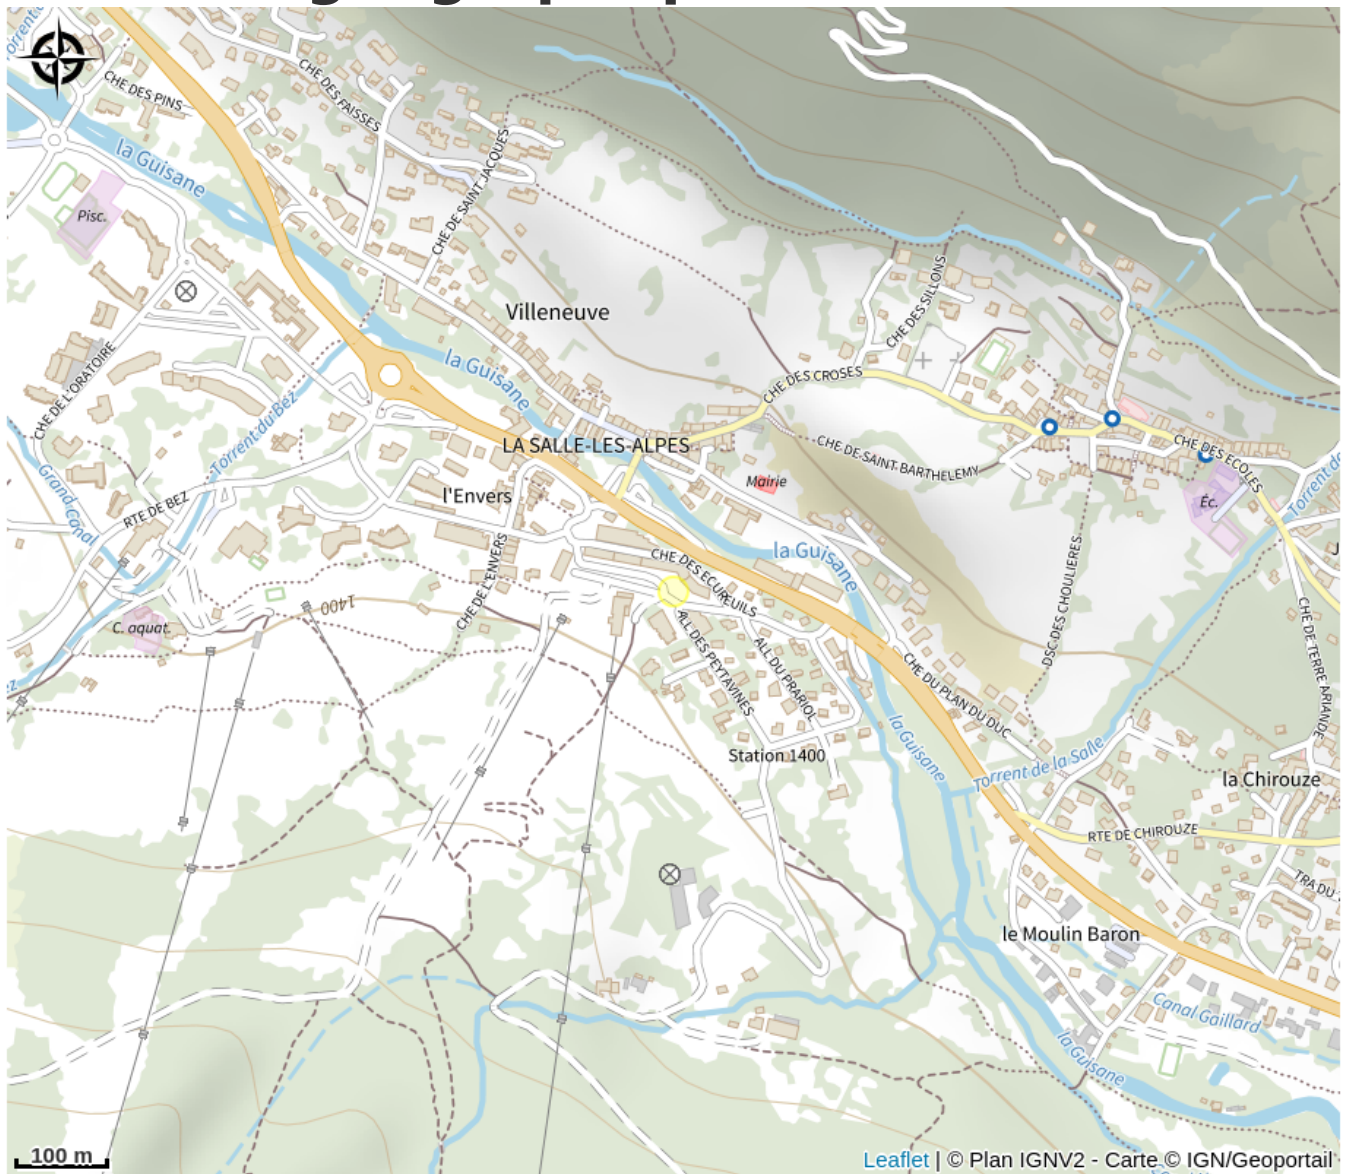 CHE DES PINS
CHE DES FAISSES
la Guisane
CHE DE SAINT JACQUES
Pisc.
Villeneuve
CHE DES SILLONS
la Guisane
CHE DE L'ORATOIRE
CHE DES CROSES
Torrent du Bez
LA SALLE-LES-ALPES
CHE DE SAINT BARTHELEMY
CHE DES ECOLES
Mairie
l'Envers
Grand Canal
RTE DE BEZ
Éc.
la Guisane
CHE DES ECUREUILS
CHE DE L'ENVERS
DSC DES CHOULIERES
1400
C. aquat.
ALL DES PEYTAVINES
ALL DU PRARIOL
CHE DU PLAN DU DUC
CHE DE TERRE ARIANDE
la Guisane
Station 1400
Torrent de la Salle
la Chirouze
RTE DE CHIROUZE
TRA DU
le Moulin Baron
Canal Gaillard
la Guisane
100 m
Leaflet | © Plan IGNV2 - Carte © IGN/Geoportail